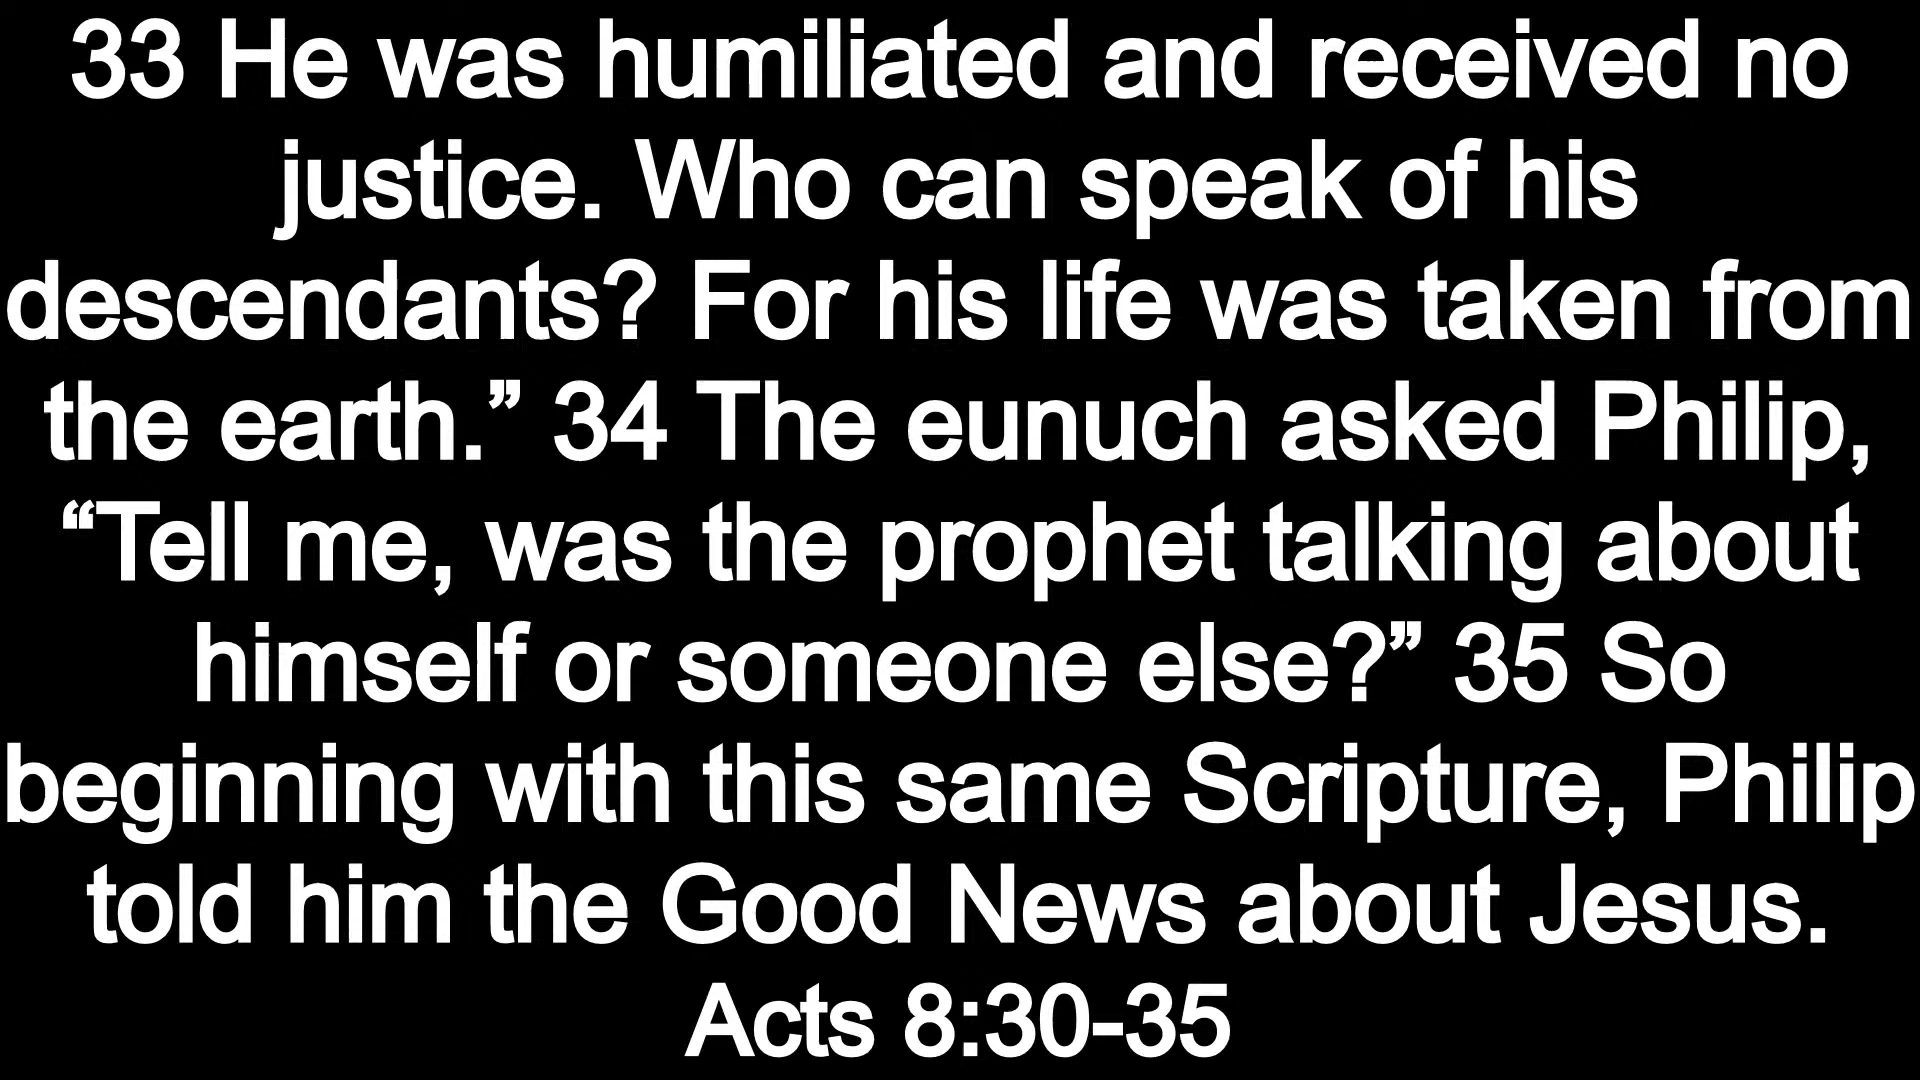 33 He was humiliated and received no
justice. Who can speak of his
descendants? For his life was taken from
the earth.” 34 The eunuch asked Philip,
“Tell me, was the prophet talking about
himself or someone else?” 35 So
beginning with this same Scripture, Philip
told him the Good News about Jesus.
Acts 8:30-35